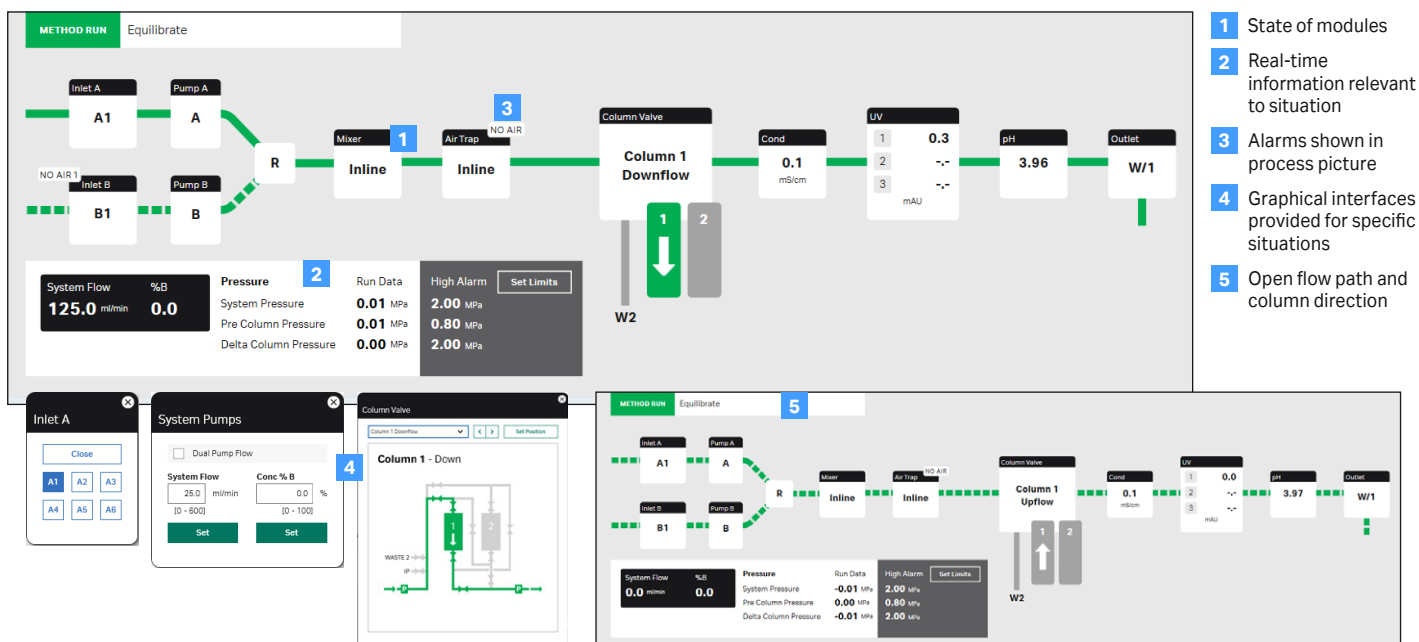 METHOD RUN Equilibrate
Inlet A
A1
Pump A
A
NO AIR 1
Inlet B
B1
Pump B
B
R
Mixer
Inline
1
3
NO AIR
Air Trap
Inline
Column Valve
Column 1
Downflow
1
2
W2
Cond
0.1
mS/cm
UV
1 0.3
2 -.-
3 -.-
mAU
pH
3.96
Outlet
W/1
System Flow %B
125.0 ml/min 0.0
2
Pressure Run Data High Alarm Set Limits
System Pressure 0.01 MPa 2.00 MPa
Pre Column Pressure 0.01 MPa 0.80 MPa
Delta Column Pressure 0.00 MPa 2.00 MPa
1 State of modules
2 Real-time
information relevant
to situation
3 Alarms shown in
process picture
4 Graphical interfaces
provided for specific
situations
5 Open flow path and
column direction
Inlet A
Close
A1 A2 A3
A4 A5 A6
System Pumps
Dual Pump Flow
System Flow Conc % B
25.0 ml/min 0.0 %
[0 - 600] [0 - 100]
Set Set
4
Column Valve
Column 1 Downflow < > Set Position
Column 1 - Down
1
2
WASTE 2
IP
P P
METHOD RUN Equilibrate
5
Inlet A
A1
Pump A
A
Inlet B
B1
Pump B
B
R
Mixer
Inline
NO AIR
Air Trap
Inline
Column Valve
Column 1
Upflow
1
2
W2
Cond
0.1
mS/cm
UV
1 0.0
2 -.-
3 -.-
mAU
pH
3.97
Outlet
W/1
System Flow %B
0.0 ml/min 0.0
Pressure Run Data High Alarm Set Limits
System Pressure -0.01 MPa 2.00 MPa
Pre Column Pressure 0.00 MPa 0.80 MPa
Delta Column Pressure -0.01 MPa 2.00 MPa